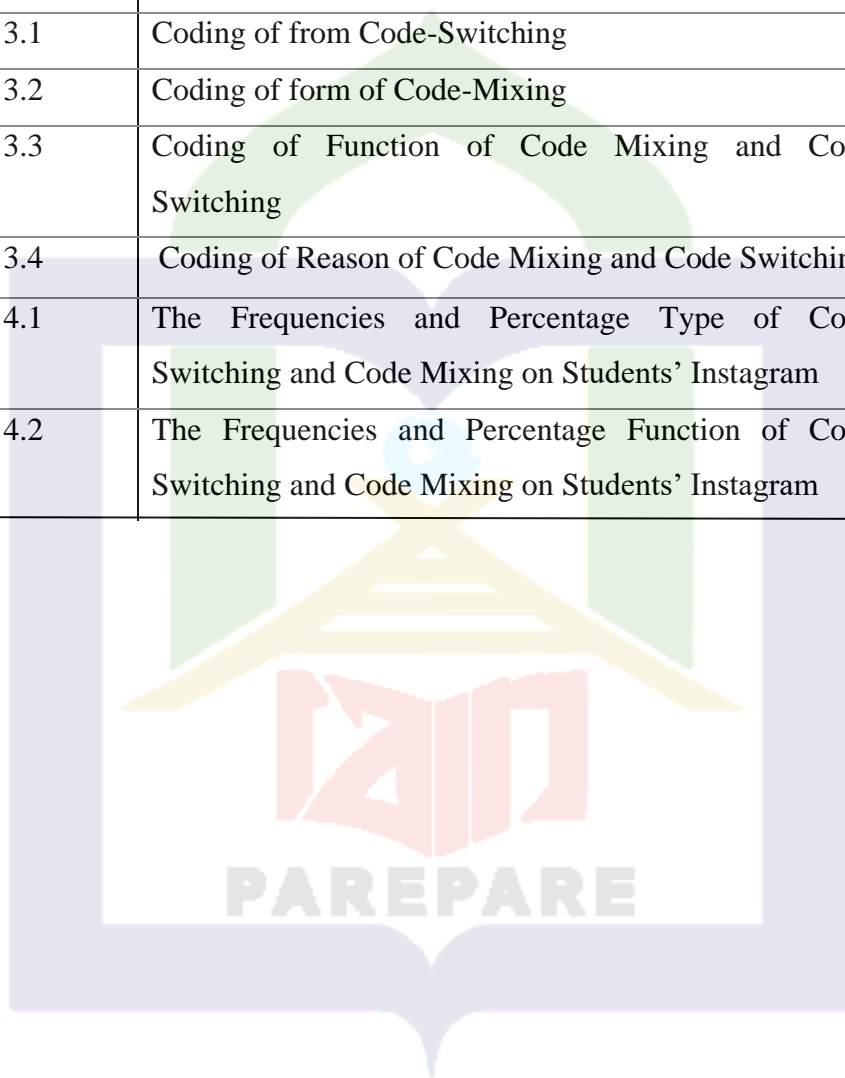 3.1 Coding of from Code-Switching
3.2 Coding of form of Code-Mixing
3.3 Coding of Function of Code Mixing and Co
Switching
3.4 Coding of Reason of Code Mixing and Code Switchin
4.1 The Frequencies and Percentage Type of Co
Switching and Code Mixing on Students’ Instagram
4.2 The Frequencies and Percentage Function of Co
Switching and Code Mixing on Students’ Instagram
iain
PAREPARE